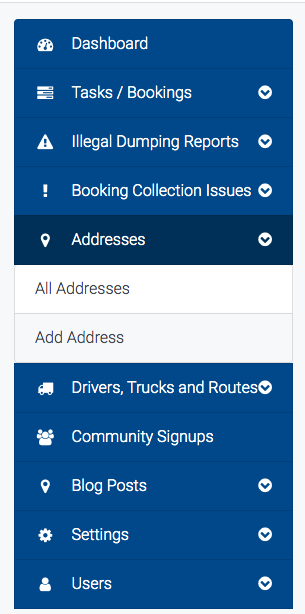 Dashboard
Tasks / Bookings
Illegal Dumping Reports
Booking Collection Issues
Addresses
All Addresses
Add Address
Drivers, Trucks and Routes
Community Signups
Blog Posts
Settings
Users